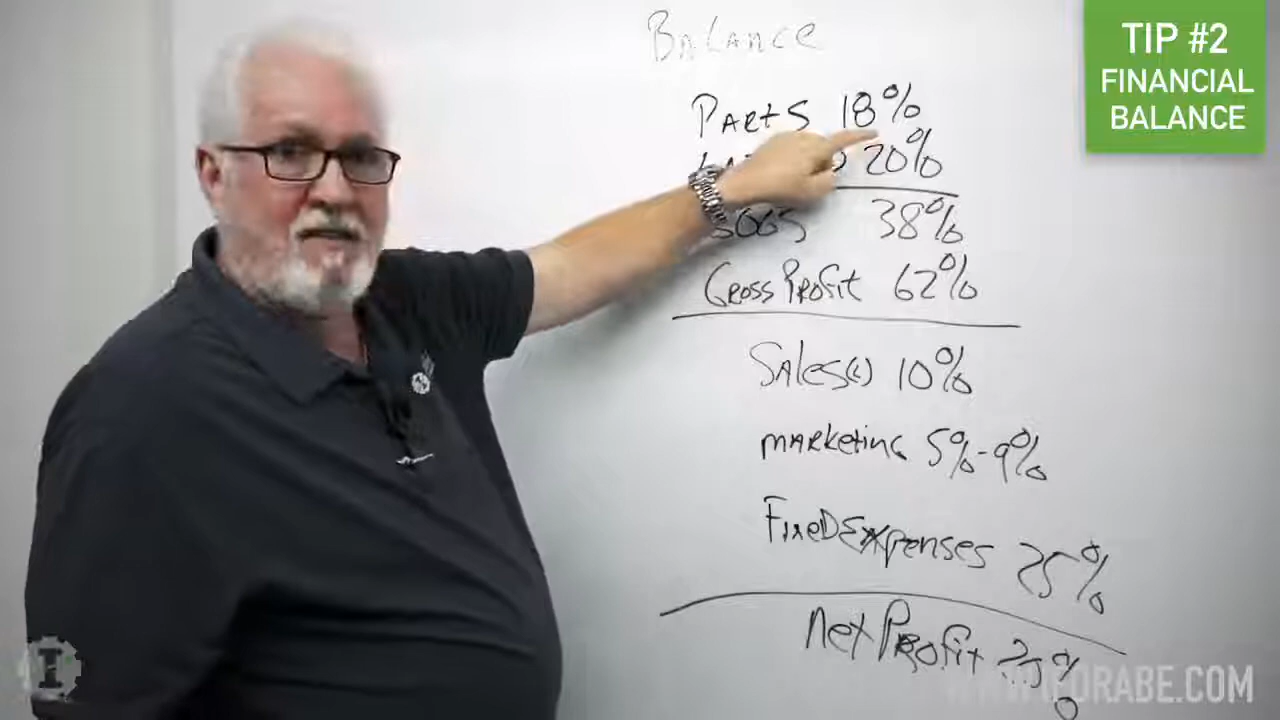 TIP #2
FINANCIAL
BALANCE
Balance
Parts 18%
20%
38%
Gross Profit 62%
Sales(c) 10%
marketing 5%-9%
Fixed Expenses 25%
Net Profit